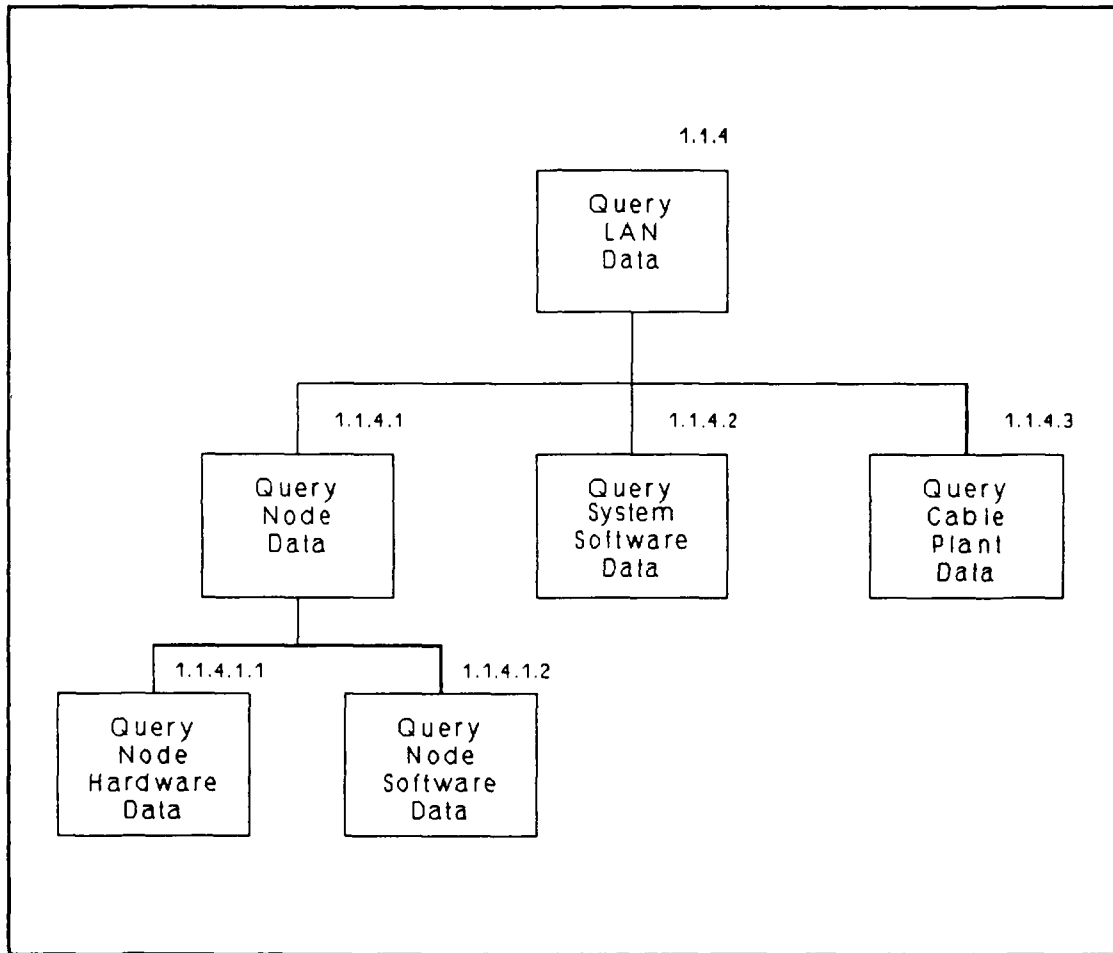 1.1.4
Query
LAN
Data
1.1.4.1
1.1.4.2
1.1.4.3
Query
Node
Data
Query
System
Software
Data
Query
Cable
Plant
Data
1.1.4.1.1
1.1.4.1.2
Query
Node
Hardware
Data
Query
Node
Software
Data